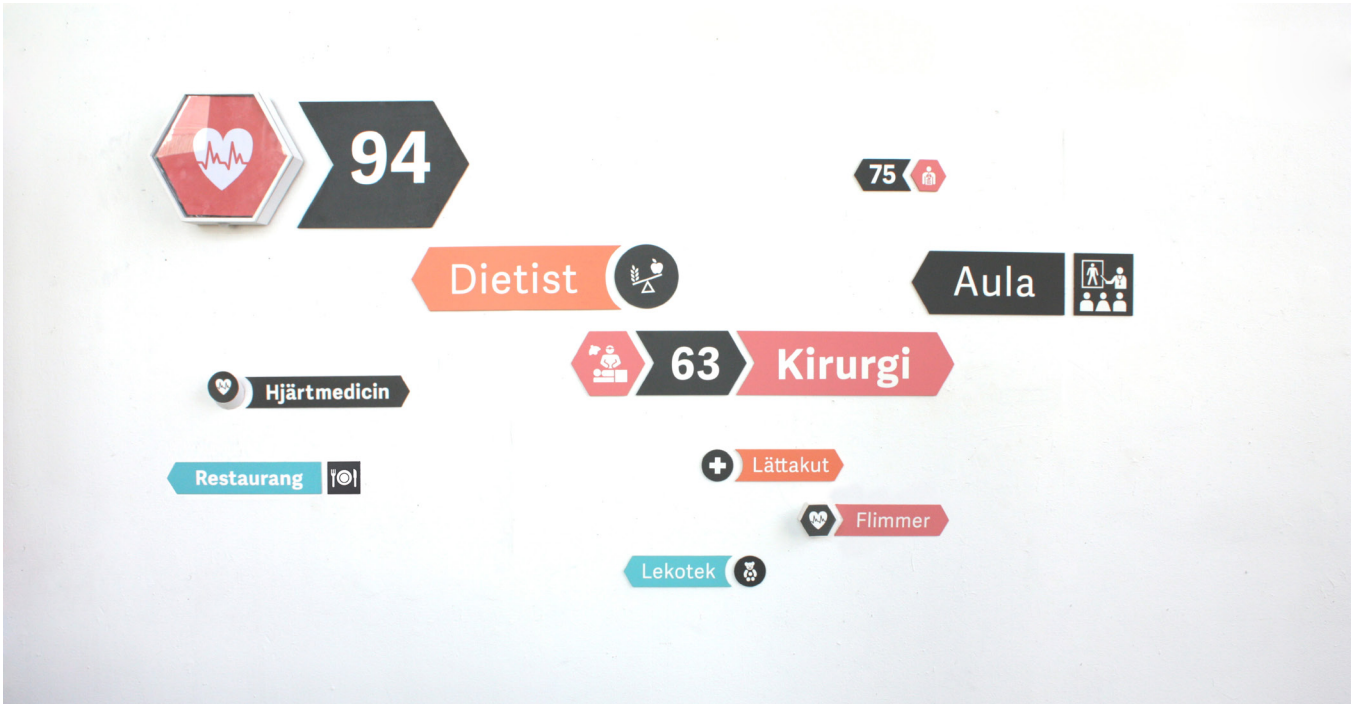 94
75
Dietist
Aula
63 Kirurgi
Hjärtmedicin
Lättakut
Restaurang
Flimmer
Lekotek